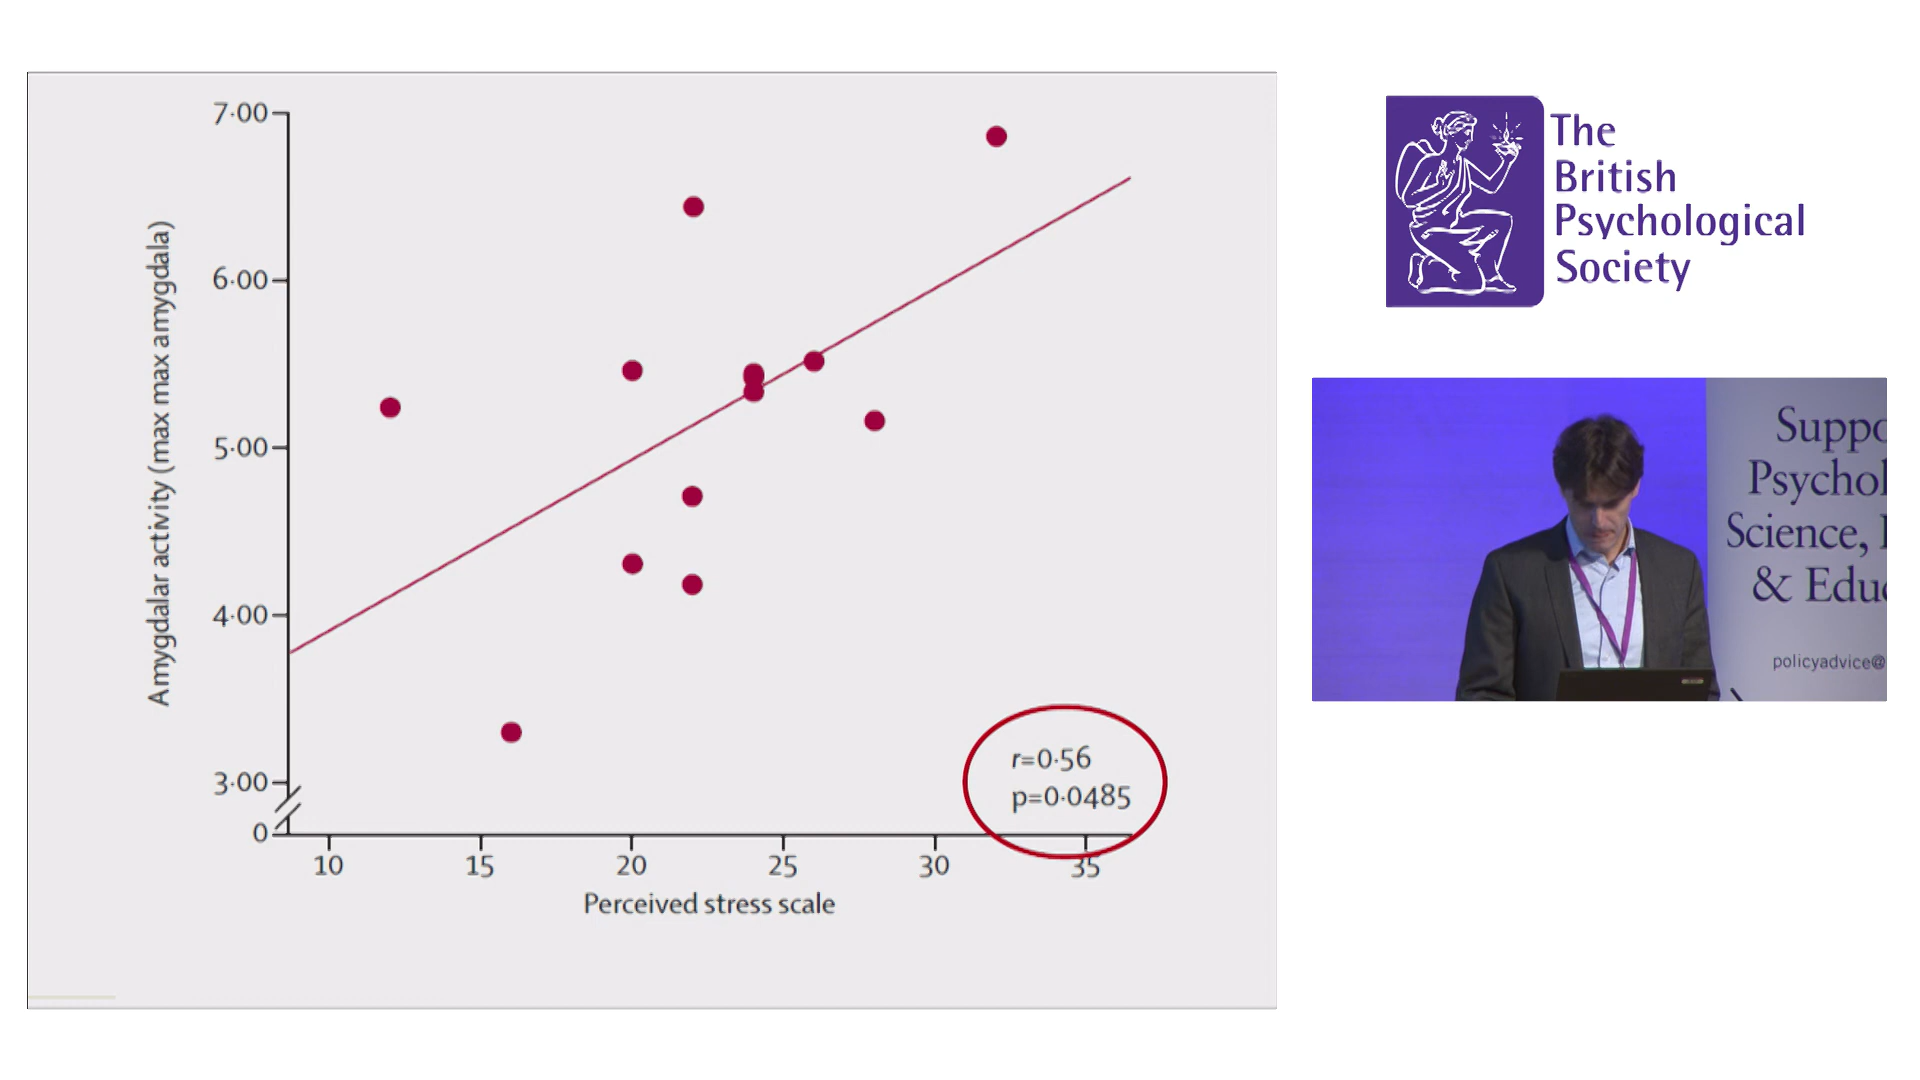 7·00
6·00
5·00
4·00
3·00
0
10
15
20
25
30
35
Amygdalar activity (max max amygdala)
Perceived stress scale
r=0·56
p=0·0485
The
British
Psychological
Society
Suppo
Psychol
Science,
& Educ
policyadvice@